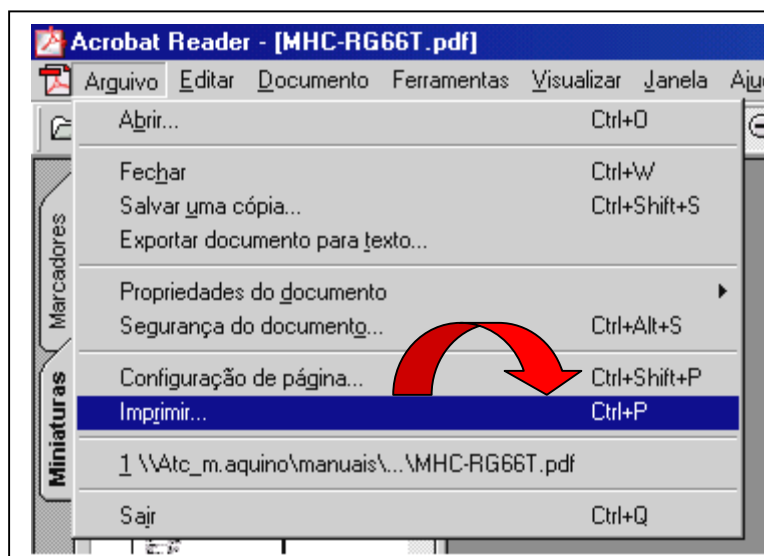 Acrobat Reader - [MHC-RG66T.pdf]
Arquivo Editar Documento Ferramentas Visualizar Janela
Abrir... Ctrl+O
Fechar Ctrl+W
Salvar uma cópia... Ctrl+Shift+S
Exportar documento para texto...
Propriedades do documento
Segurança do documento... Ctrl+Alt+S
Configuração de página... Ctrl+Shift+P
Imprimir... Ctrl+P
1 \\Atc_m.aquino\manuais\...\MHC-RG66T.pdf
Sair Ctrl+Q
Marcadores
Miniaturas